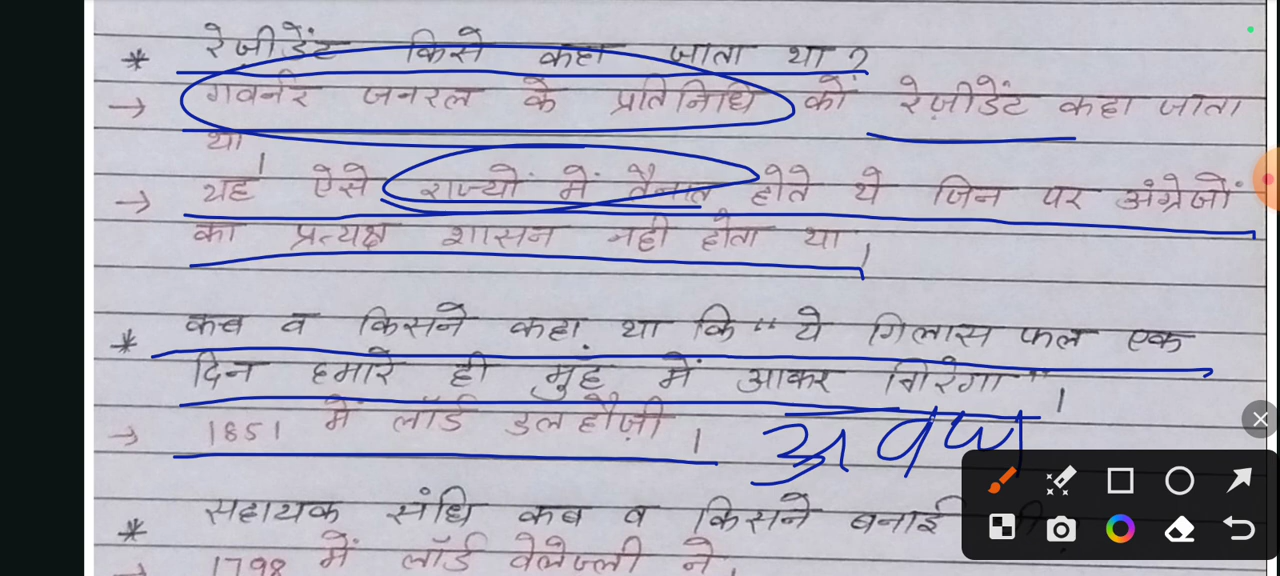 * रेज़ीडेंट किसे कहा जाता था?
→ गवर्नर जनरल के प्रतिनिधि को रेज़ीडेंट कहा जाता
था।
→ यह ऐसे राज्यों में तैनात होते थे जिन पर अंग्रेजों
का प्रत्यक्ष शासन नही होता था।
* कब व किसने कहा था कि "ये गिलास फल एक
दिन हमारे ही मुह में आकर गिरेगा"।
→ 1851 में लॉर्ड डलहौज़ी।
* सहायक संधि कब व किसने बनाई
→ 1798 में लॉर्ड वेलेज्ली ने।